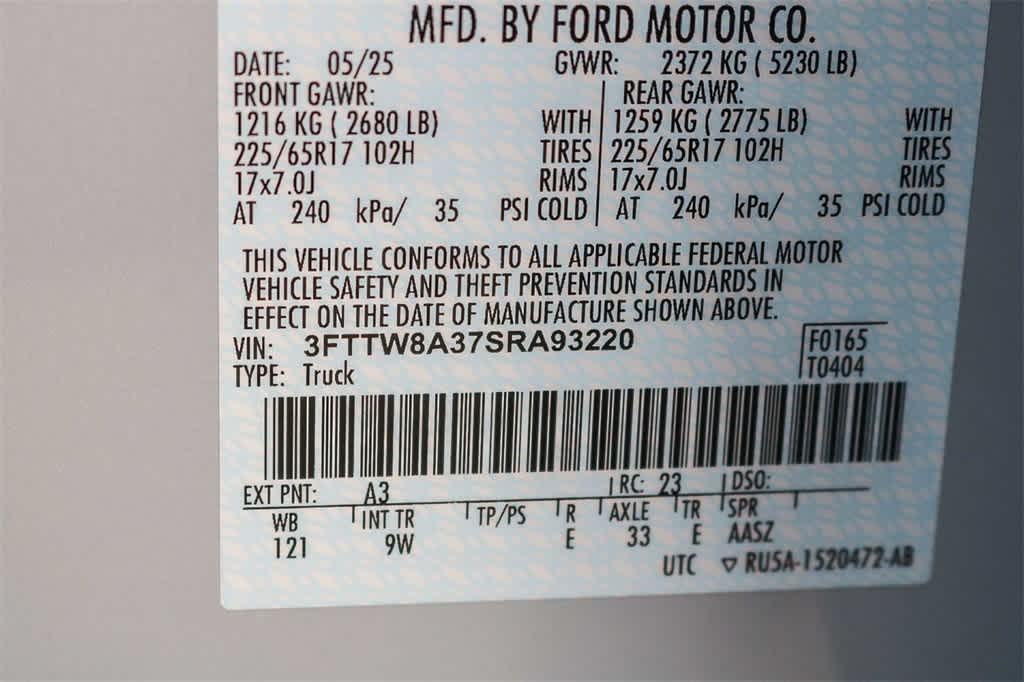 MFD. BY FORD MOTOR CO.
DATE: 05/25 GVWR: 2372 KG ( 5230 LB)
FRONT GAWR: REAR GAWR:
1216 KG ( 2680 LB) WITH 1259 KG ( 2775 LB) WITH
225/65R17 102H TIRES 225/65R17 102H TIRES
17x7.0J RIMS 17x7.0J RIMS
AT 240 kPa/ 35 PSI COLD AT 240 kPa/ 35 PSI COLD
THIS VEHICLE CONFORMS TO ALL APPLICABLE FEDERAL MOTOR
VEHICLE SAFETY AND THEFT PREVENTION STANDARDS IN
EFFECT ON THE DATE OF MANUFACTURE SHOWN ABOVE.
VIN: 3FTTW8A37SRA93220 F0165
TYPE: Truck T0404
EXT PNT: A3 RC: 23 DSO:
WB INT TR TP/PS R AXLE TR SPR
121 9W E 33 E AASZ
UTC ▽ RUSA-1520472-AB